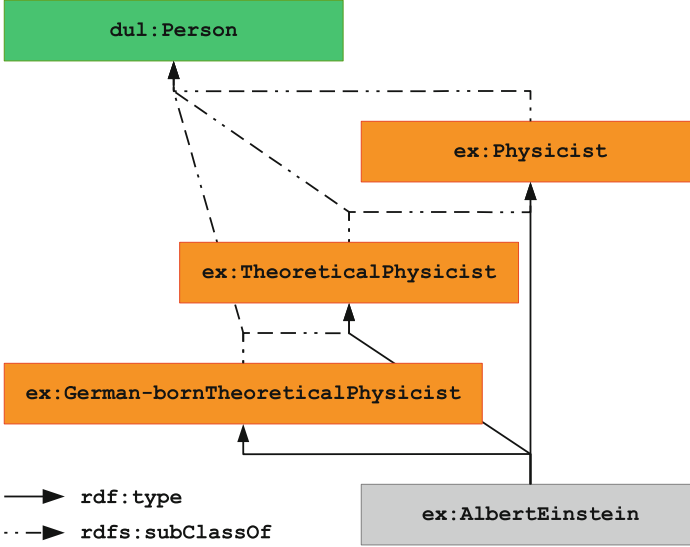 dul:Person
ex:Physicist
ex:TheoreticalPhysicist
ex:German-bornTheoreticalPhysicist
ex:AlbertEinstein
rdf:type
rdfs:subClassOf